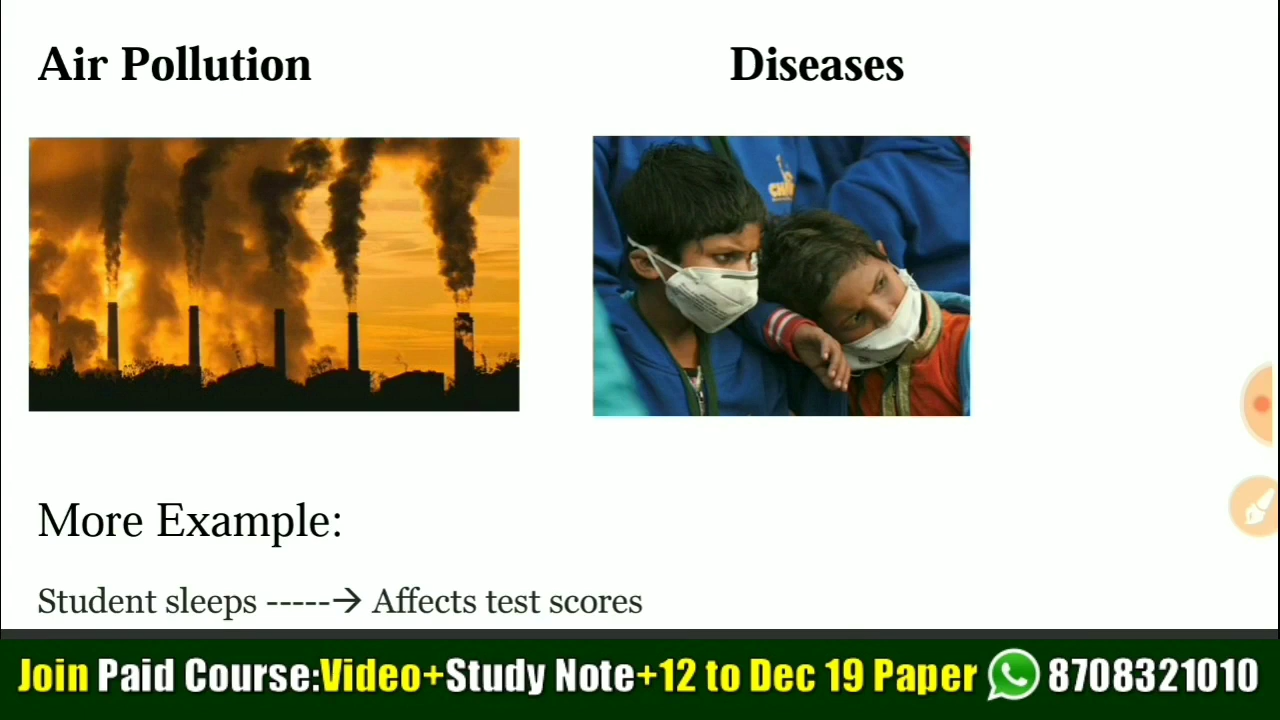 Air Pollution
Diseases
More Example:
Student sleeps -----→ Affects test scores
Join Paid Course:Video+Study Note+12 to Dec 19 Paper 8708321010